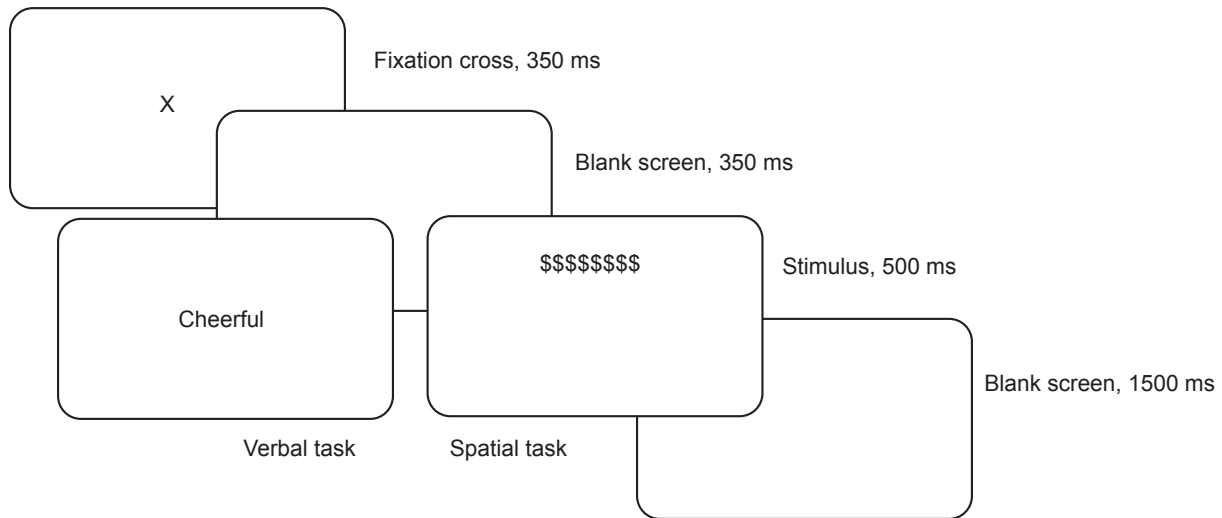 Fixation cross, 350 ms
X
Blank screen, 350 ms
$$$$$$$$
Stimulus, 500 ms
Cheerful
Blank screen, 1500 ms
Verbal task
Spatial task